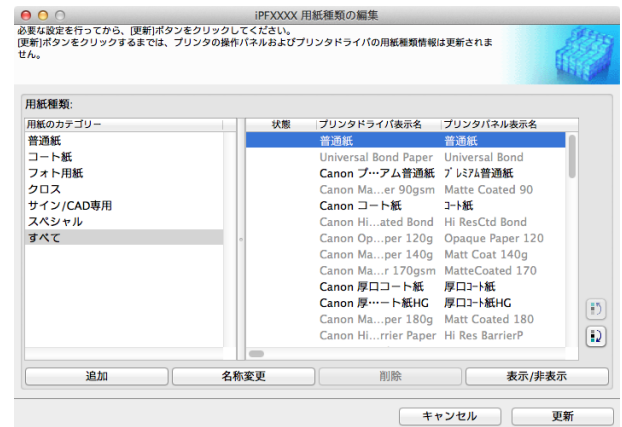 iPFXXXX 用紙種類の編集
必要な設定を行ってから、[更新]ボタンをクリックしてください。
[更新]ボタンをクリックするまでは、プリンタの操作パネルおよびプリンタドライバの用紙種類情報は更新されま
せん。
用紙種類:
用紙のカテゴリー 状態 プリンタドライバ表示名 プリンタパネル表示名
普通紙 普通紙 普通紙
コート紙 Universal Bond Paper Universal Bond
フォト用紙 Canon プ…アム普通紙 プレミアム普通紙
クロス Canon Ma…er 90gsm Matte Coated 90
サイン/CAD専用 Canon コート紙 コート紙
スペシャル Canon Hi…ated Bond Hi ResCtd Bond
すべて Canon Op…per 120g Opaque Paper 120
Canon Ma…per 140g Matt Coat 140g
Canon Ma…r 170gsm MatteCoated 170
Canon 厚口コート紙 厚口コート紙
Canon 厚…ート紙HG 厚口コート紙HG
Canon Ma…per 180g Matt Coated 180
Canon Hi…rrier Paper Hi Res BarrierP
追加 名称変更 削除 表示/非表示
キャンセル 更新